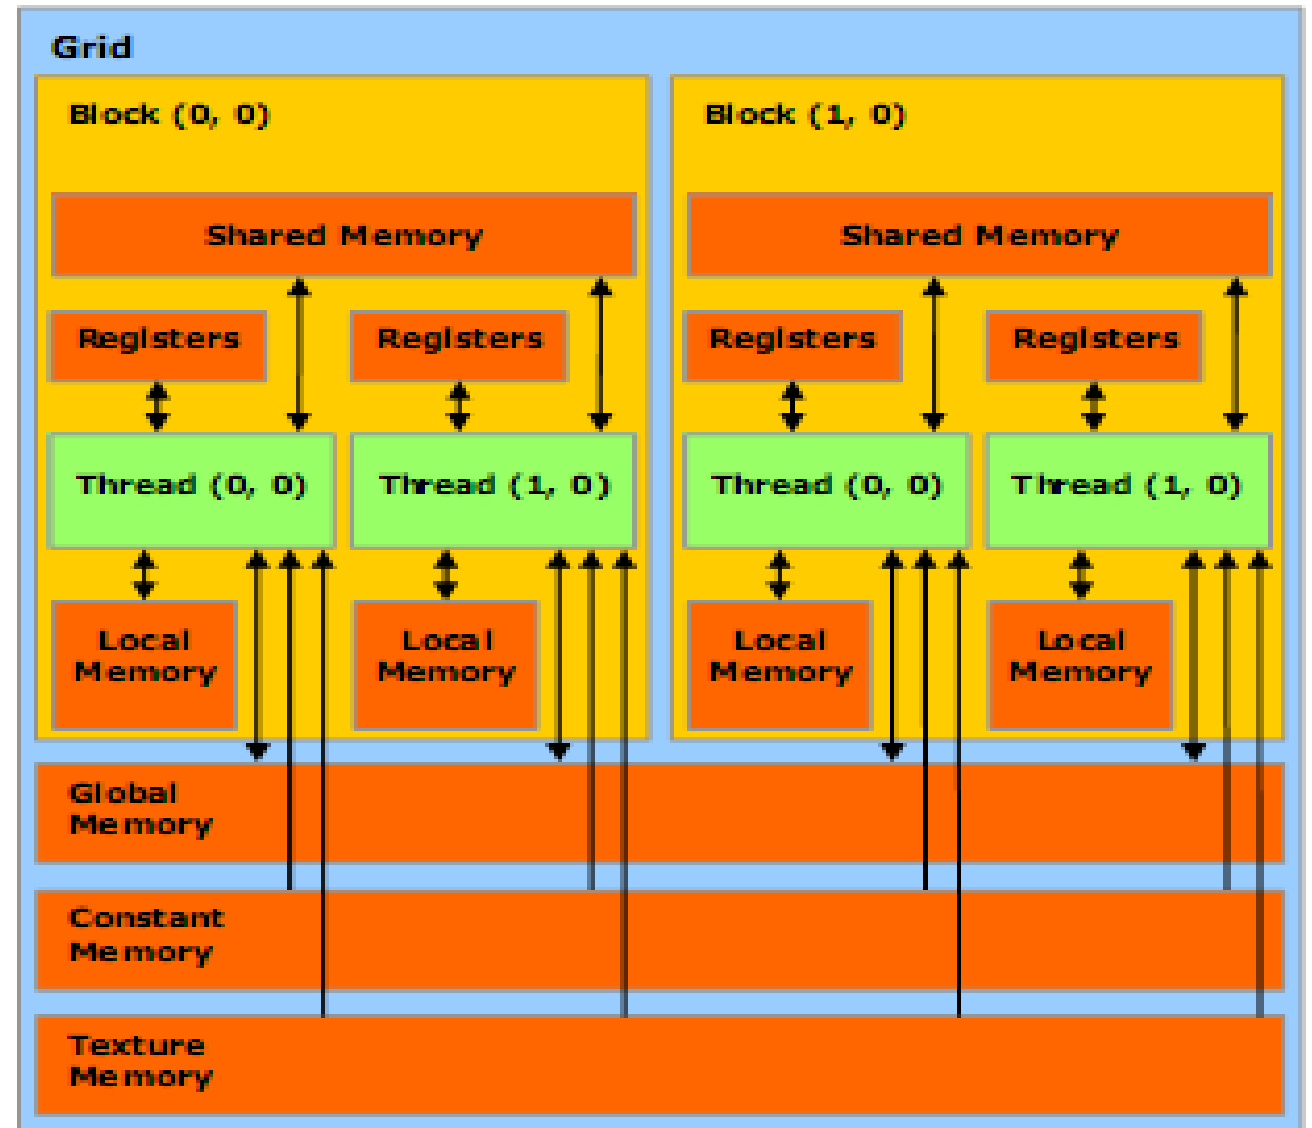 Grid
Block (0, 0)
Block (1, 0)
Shared Memory
Shared Memory
Registers
Registers
Registers
Registers
Thread (0, 0)
Thread (1, 0)
Thread (0, 0)
Thread (1, 0)
Local
Memory
Local
Memory
Local
Memory
Local
Memory
Global
Memory
Constant
Memory
Texture
Memory